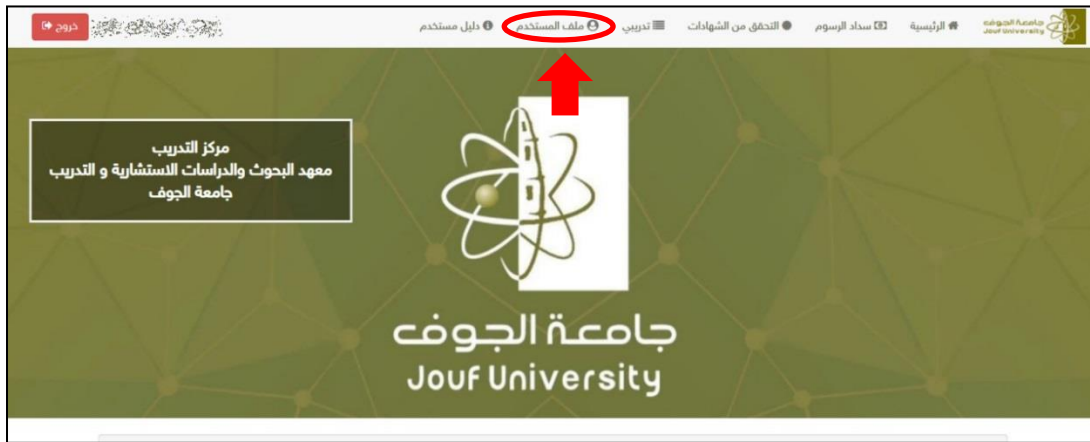 جامعة الجوف
Jouf University
الرئيسية
سداد الرسوم
التحقق من الشهادات
تدريبي
ملف المستخدم
دليل مستخدم
خروج
مركز التدريب
معهد البحوث والدراسات الاستشارية و التدريب
جامعة الجوف
جامعة الجوف
Jouf University